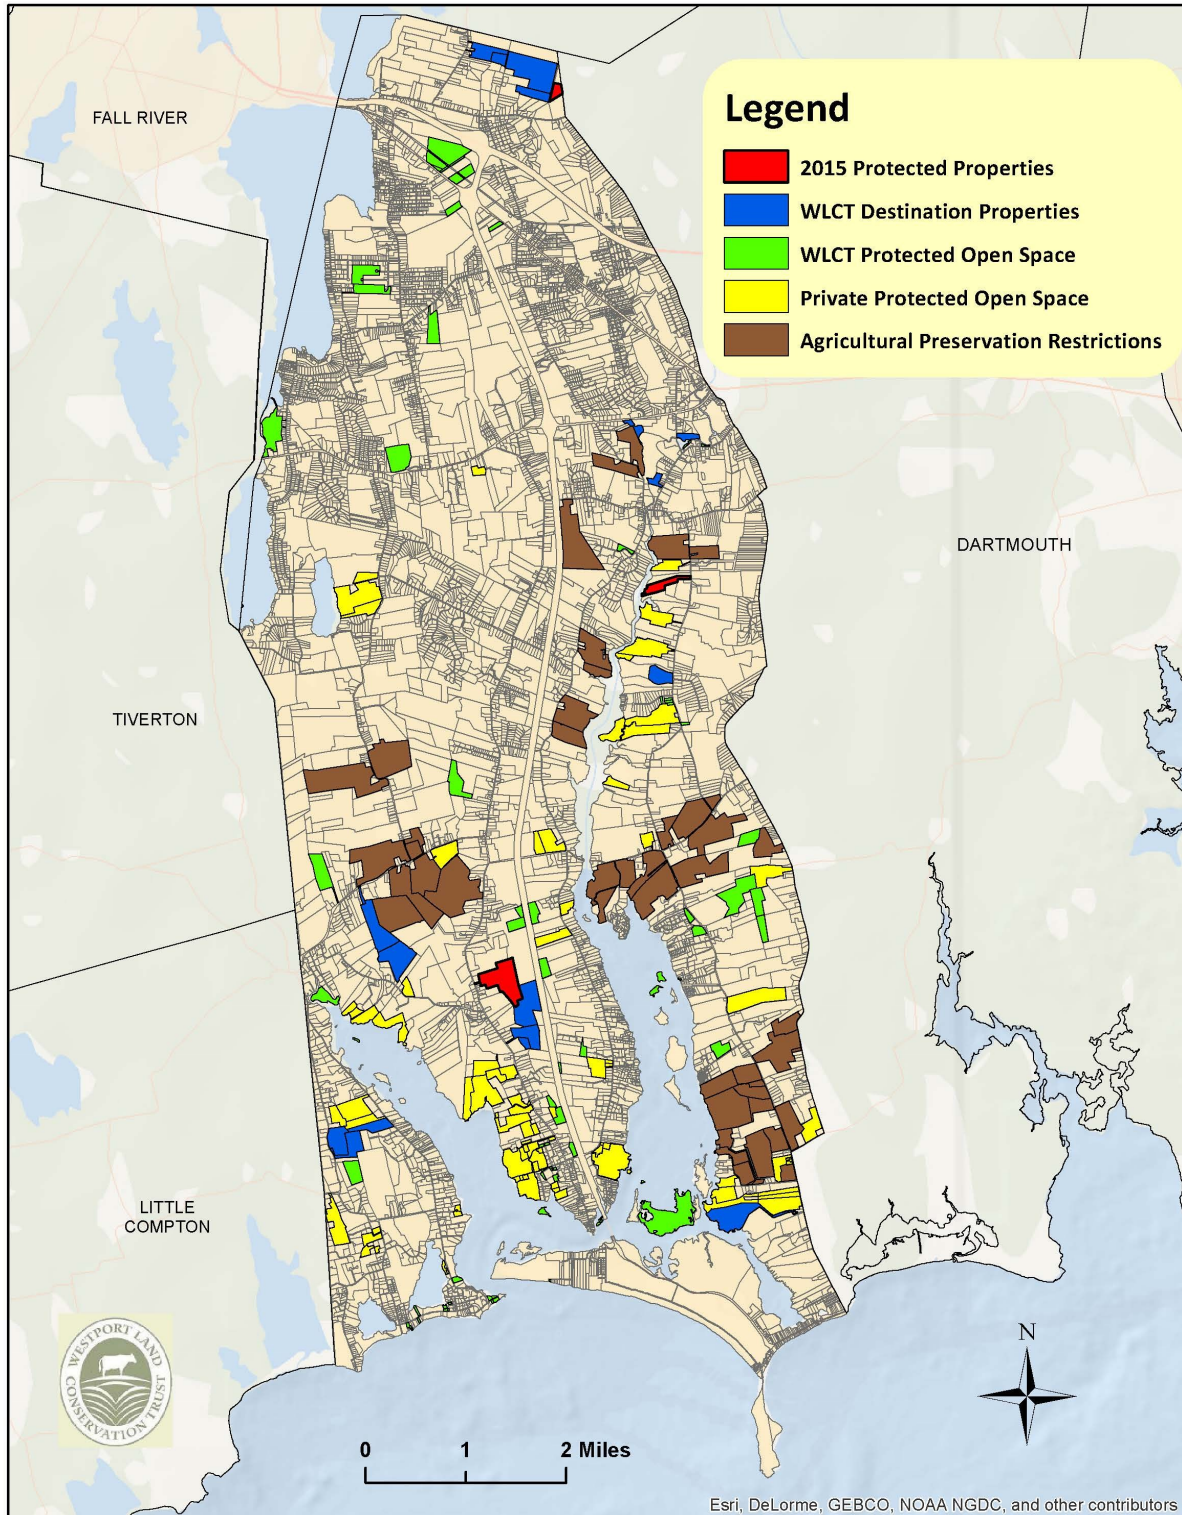 FALL RIVER
Legend
2015 Protected Properties
WLCT Destination Properties
WLCT Protected Open Space
Private Protected Open Space
Agricultural Preservation Restrictions
DARTMOUTH
TIVERTON
LITTLE
COMPTON
WESTPORT LAND
CONSERVATION TRUST
N
0 1 2 Miles
Esri, DeLorme, GEBCO, NOAA NGDC, and other contributors